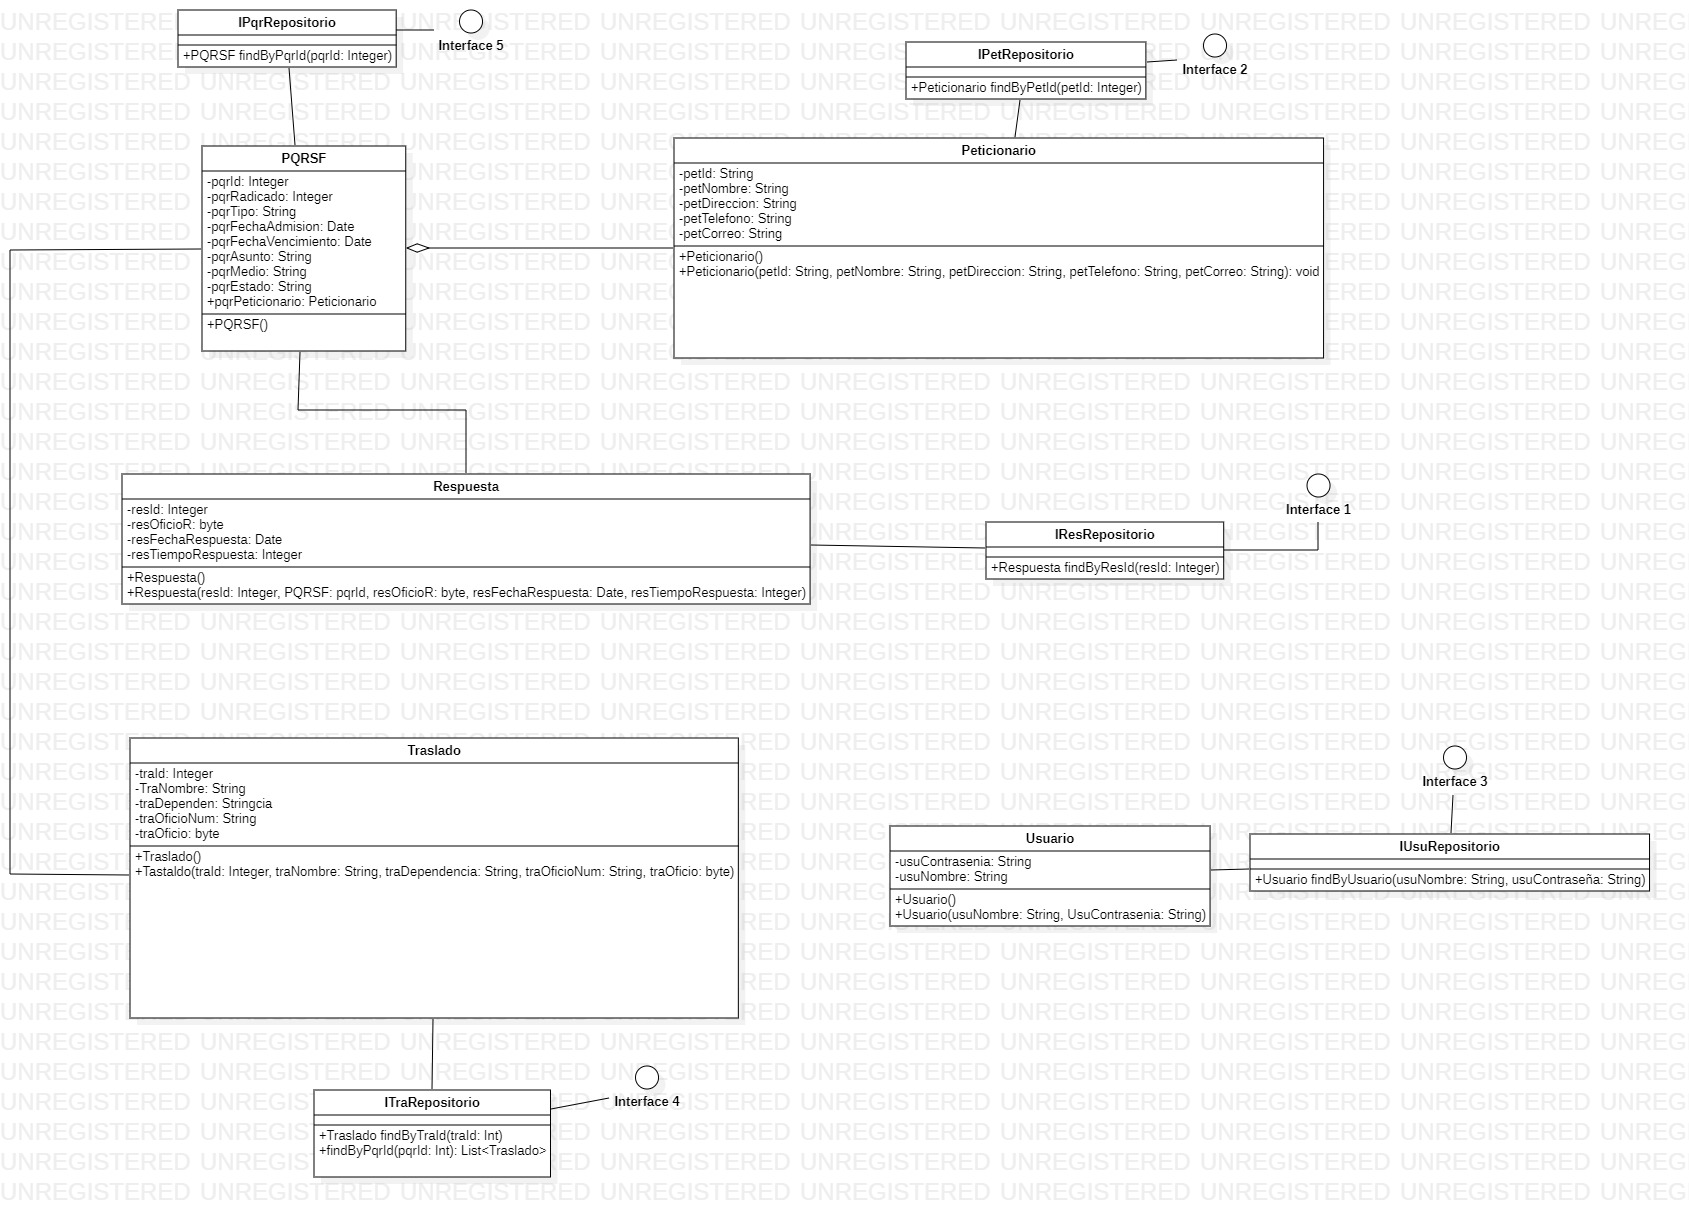 IPqrRepositorio
+PQRSF findByPqrId(pqrId: Integer)
Interface 5
IPetRepositorio
+Peticionario findByPetId(petId: Integer)
Interface 2
PQRSF
-pqrId: Integer
-pqrRadicado: Integer
-pqrTipo: String
-pqrFechaAdmision: Date
-pqrFechaVencimiento: Date
-pqrAsunto: String
-pqrMedio: String
-pqrEstado: String
+pqrPeticionario: Peticionario
+PQRSF()
Peticionario
-petId: String
-petNombre: String
-petDireccion: String
-petTelefono: String
-petCorreo: String
+Peticionario()
+Peticionario(petId: String, petNombre: String, petDireccion: String, petTelefono: String, petCorreo: String): void
Respuesta
-resId: Integer
-resOficioR: byte
-resFechaRespuesta: Date
-resTiempoRespuesta: Integer
+Respuesta()
+Respuesta(resId: Integer, PQRSF: pqrId, resOficioR: byte, resFechaRespuesta: Date, resTiempoRespuesta: Integer)
IResRepositorio
+Respuesta findByResId(resId: Integer)
Interface 1
Traslado
-traId: Integer
-TraNombre: String
-traDependen: Stringcia
-traOficioNum: String
-traOficio: byte
+Traslado()
+Tastaldo(traId: Integer, traNombre: String, traDependencia: String, traOficioNum: String, traOficio: byte)
Usuario
-usuContrasenia: String
-usuNombre: String
+Usuario()
+Usuario(usuNombre: String, UsuContrasenia: String)
Interface 3
IUsuRepositorio
+Usuario findByUsuario(usuNombre: String, usuContraseña: String)
ITraRepositorio
+Traslado findByTraId(traId: Int)
+findByPqrId(pqrId: Int): List<Traslado>
Interface 4
UNREGISTERED